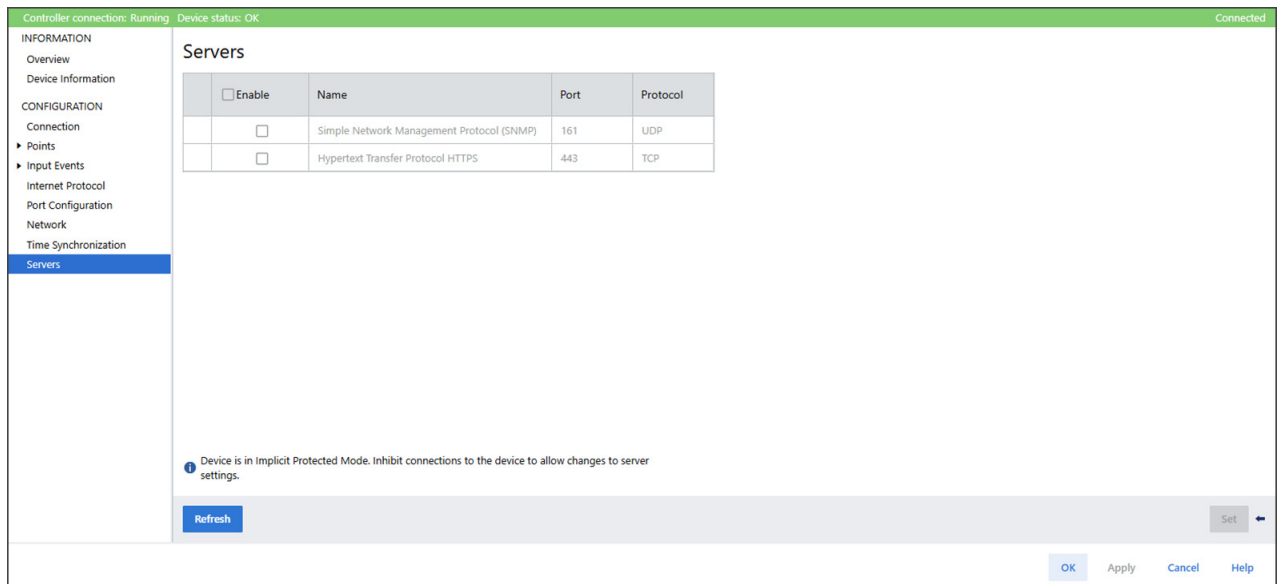 Controller connection: Running Device status: OK Connected
INFORMATION
Overview
Device Information
CONFIGURATION
Connection
Points
Input Events
Internet Protocol
Port Configuration
Network
Time Synchronization
Servers
Servers
Enable Name Port Protocol
Simple Network Management Protocol (SNMP) 161 UDP
Hypertext Transfer Protocol HTTPS 443 TCP
Device is in Implicit Protected Mode. Inhibit connections to the device to allow changes to server
settings.
Refresh Set
OK Apply Cancel Help